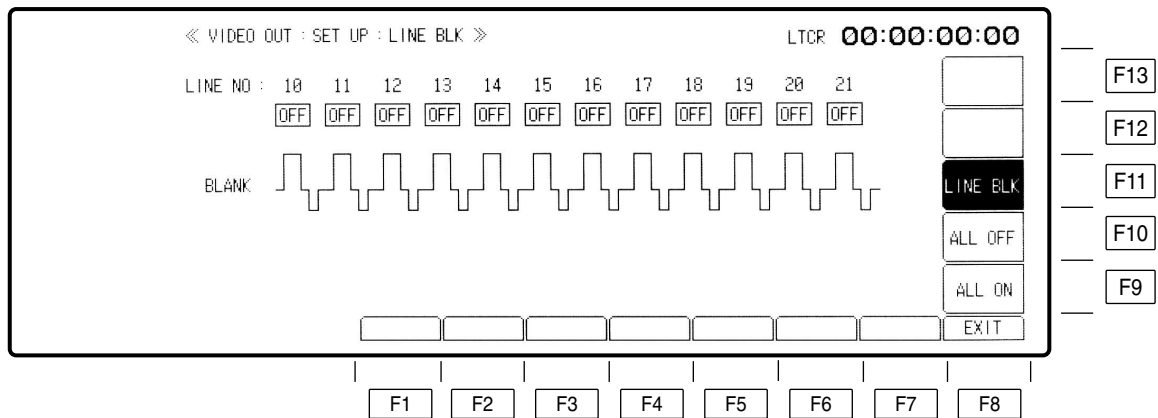 ≪ VIDEO OUT : SET UP : LINE BLK ≫ LTCR 00:00:00:00
LINE NO : 10 11 12 13 14 15 16 17 18 19 20 21
OFF OFF OFF OFF OFF OFF OFF OFF OFF OFF OFF OFF
BLANK
LINE BLK
ALL OFF
ALL ON
EXIT
F13
F12
F11
F10
F9
F1 F2 F3 F4 F5 F6 F7 F8